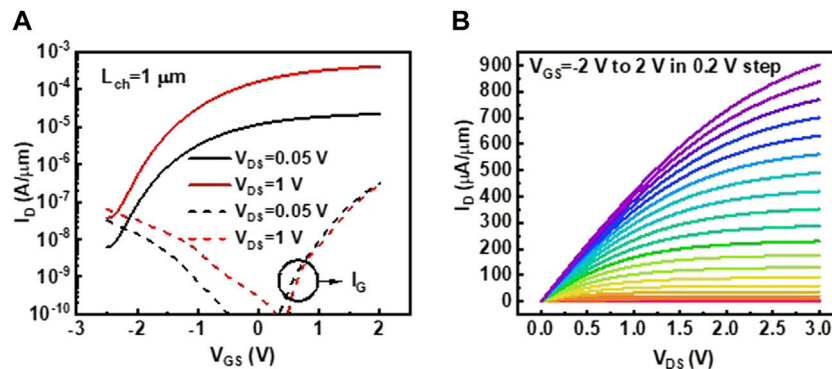 A
I_D (A/μm)
10^-3
10^-4
10^-5
10^-6
10^-7
10^-8
10^-9
10^-10
L_ch=1 μm
V_DS=0.05 V
V_DS=1 V
V_DS=0.05 V
V_DS=1 V
I_G
-3 -2 -1 0 1 2
V_GS (V)
B
I_D (μA/μm)
900
800
700
600
500
400
300
200
100
0
V_GS=-2 V to 2 V in 0.2 V step
0.0 0.5 1.0 1.5 2.0 2.5 3.0
V_DS (V)